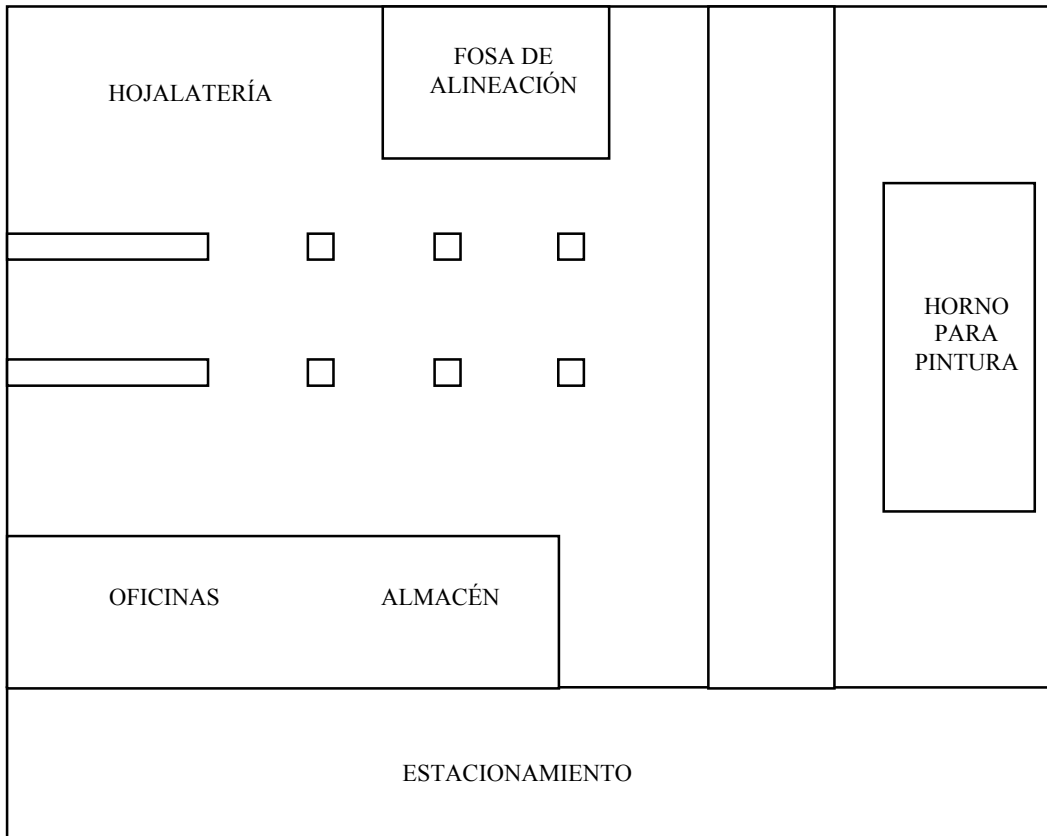 FOSA DE
ALINEACIÓN
HOJALATERÍA
HORNO
PARA
PINTURA
OFICINAS
ALMACÉN
ESTACIONAMIENTO